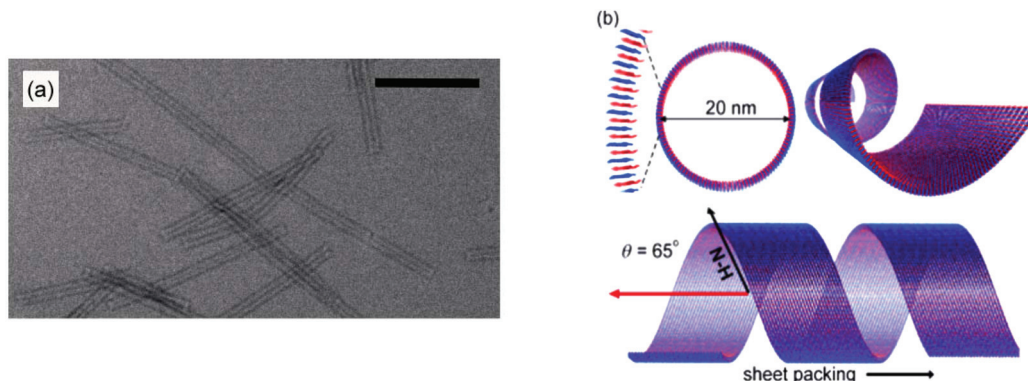 (a)
(b)
20 nm
θ = 65°
N-H
sheet packing